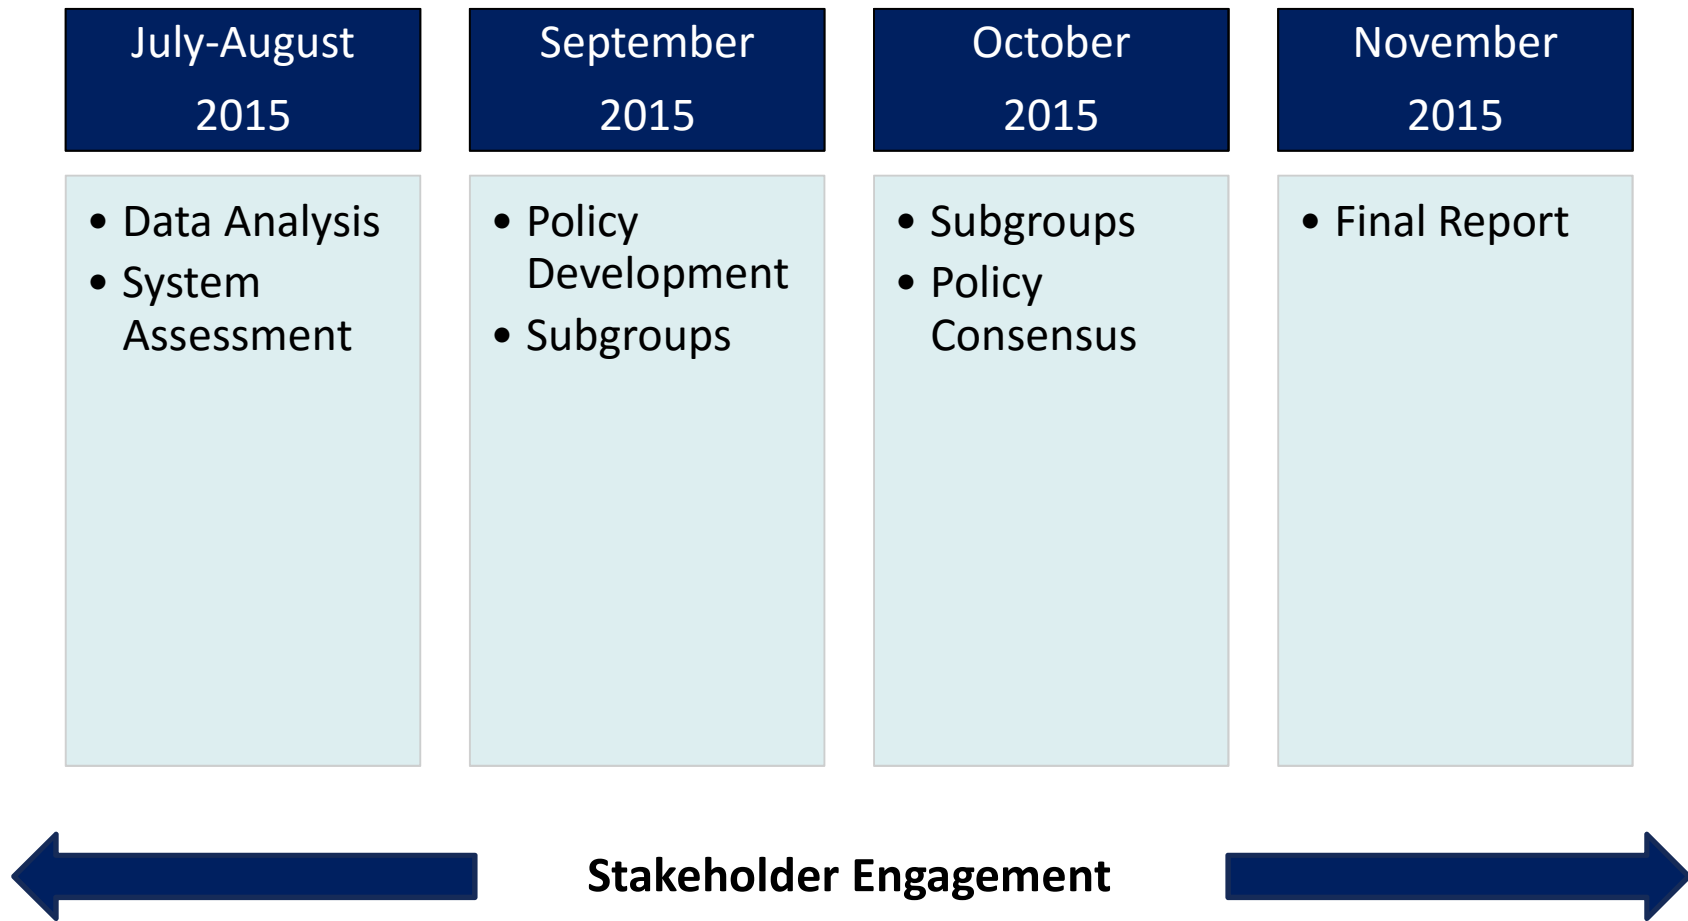 July-August
2015
• Data Analysis
• System
Assessment
September
2015
• Policy
Development
• Subgroups
October
2015
• Subgroups
• Policy
Consensus
November
2015
• Final Report
Stakeholder Engagement